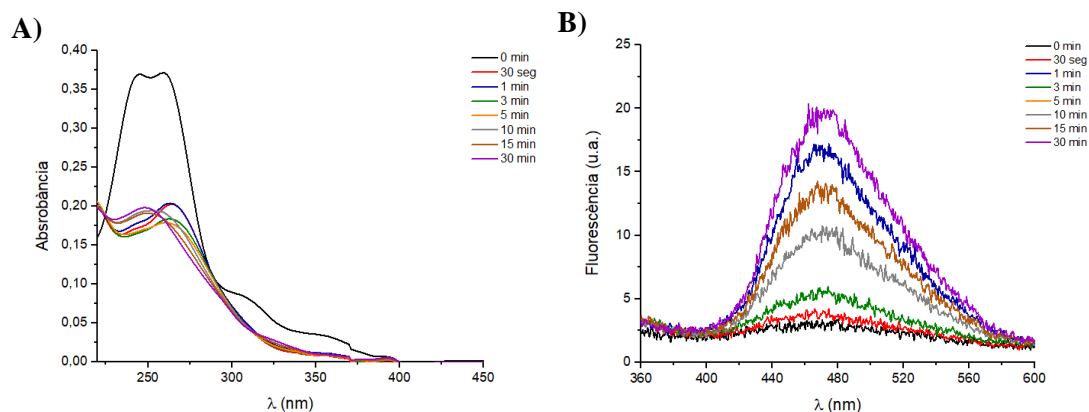 A)
0,40
0,35
0,30
0,25
0,20
0,15
0,10
0,05
0,00
Absrobància
250 300 350 400 450
λ (nm)
0 min
30 seg
1 min
3 min
5 min
10 min
15 min
30 min
B)
25
20
15
10
5
0
Fluorescencia (u.a.)
360 400 440 480 520 560 600
λ (nm)
0 min
30 seg
1 min
3 min
5 min
10 min
15 min
30 min